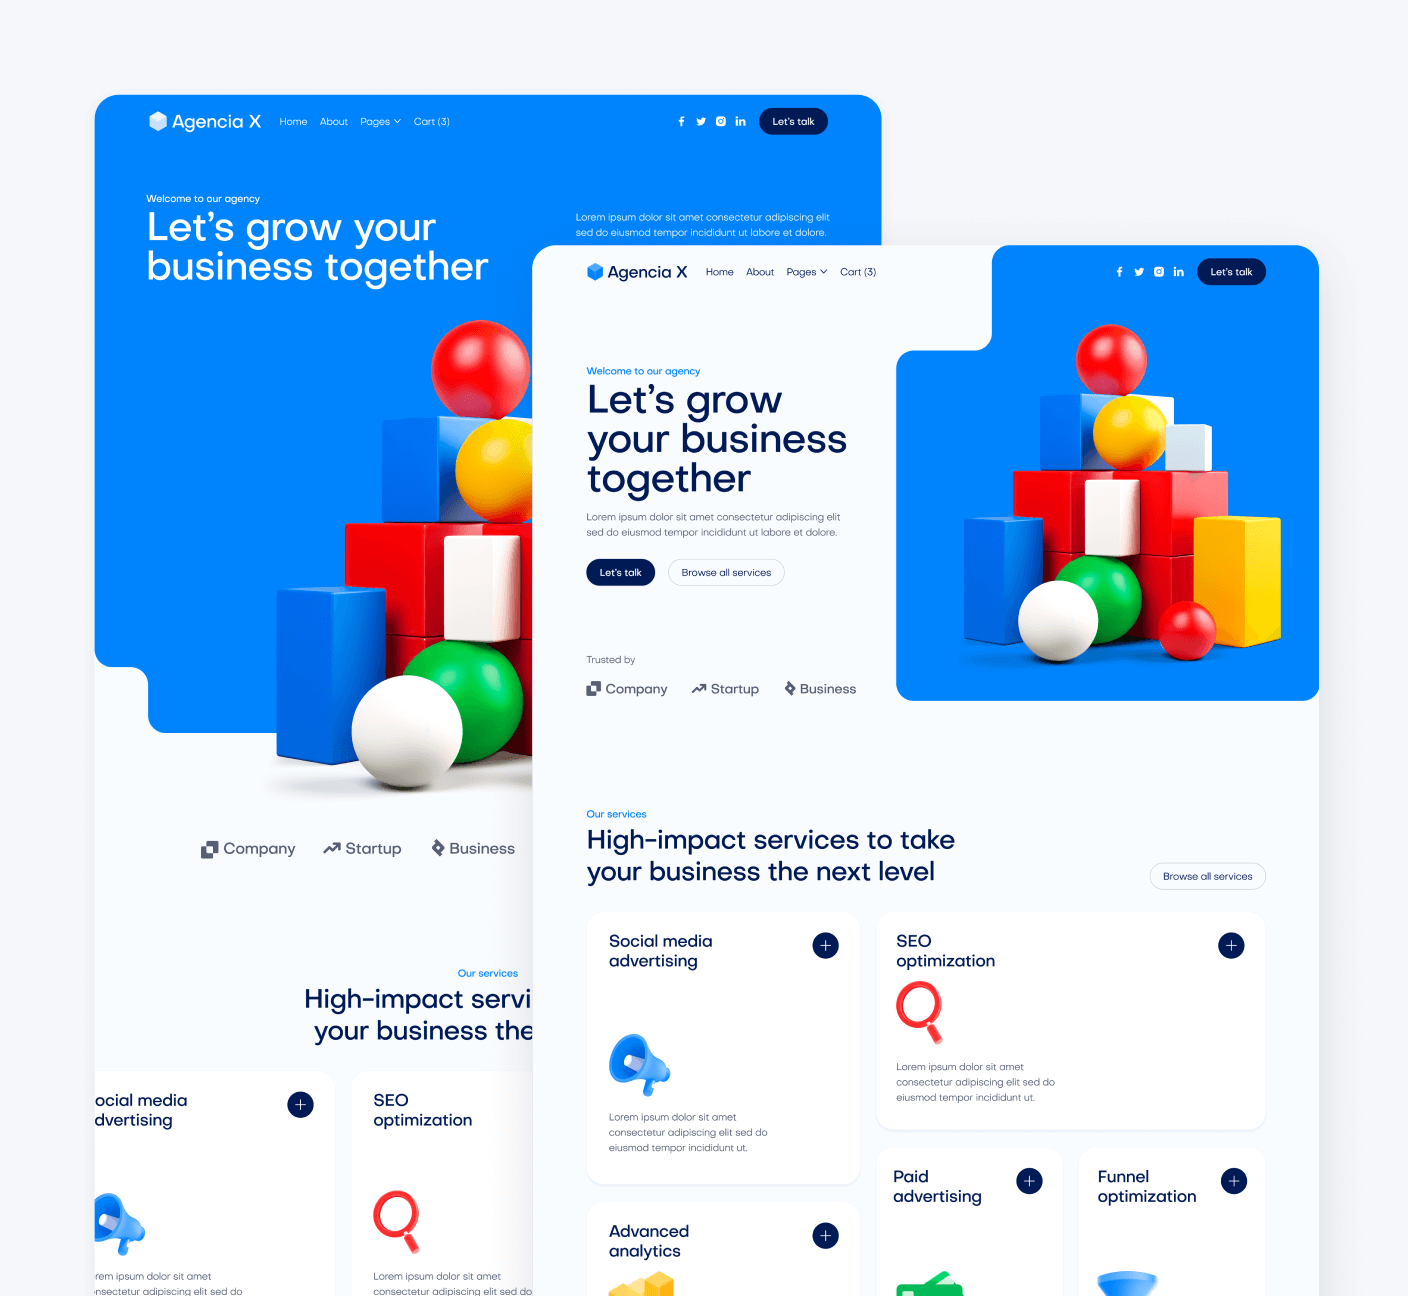 Agencia X
Home
About
Pages
Cart (3)
Let's talk
Welcome to our agency
Let's grow your
business together
Lorem ipsum dolor sit amet consectetur adipiscing elit
sed do eiusmod tempor incididunt ut labore et dolore.
Company
Startup
Business
Our services
High-impact servi
your business the
ocial media
dvertising
SEO
optimization
rem ipsum dolor sit amet
nsectetur adipiscing elit sed do
Lorem ipsum dolor sit amet
consectetur adipiscing elit sed do
Agencia X
Home
About
Pages
Cart (3)
Let's talk
Welcome to our agency
Let's grow
your business
together
Lorem ipsum dolor sit amet consectetur adipiscing elit
sed do eiusmod tempor incididunt ut labore et dolore.
Let's talk
Browse all services
Trusted by
Company
Startup
Business
Our services
High-impact services to take
your business the next level
Browse all services
Social media
advertising
Lorem ipsum dolor sit amet
consectetur adipiscing elit sed do
eiusmod tempor incididunt ut.
SEO
optimization
Lorem ipsum dolor sit amet
consectetur adipiscing elit sed do
eiusmod tempor incididunt ut.
Advanced
analytics
Paid
advertising
Funnel
optimization